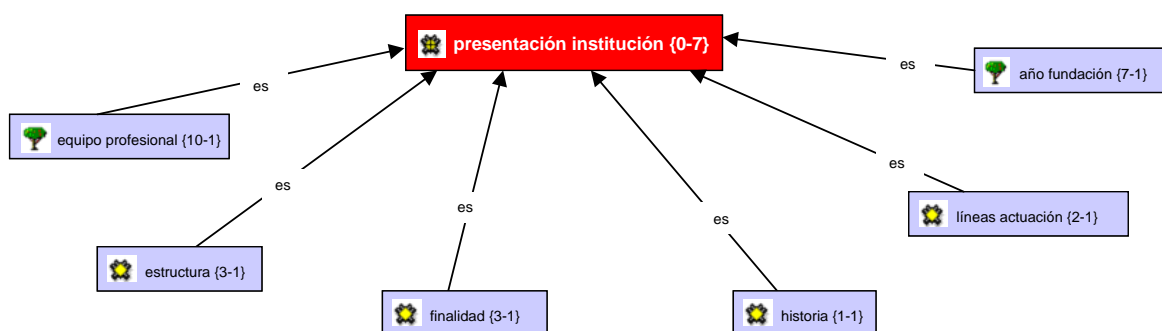 presentación institución {0-7}
es
es
año fundación {7-1}
equipo profesional {10-1}
es
es
es
es
líneas actuación {2-1}
estructura {3-1}
finalidad {3-1}
historia {1-1}